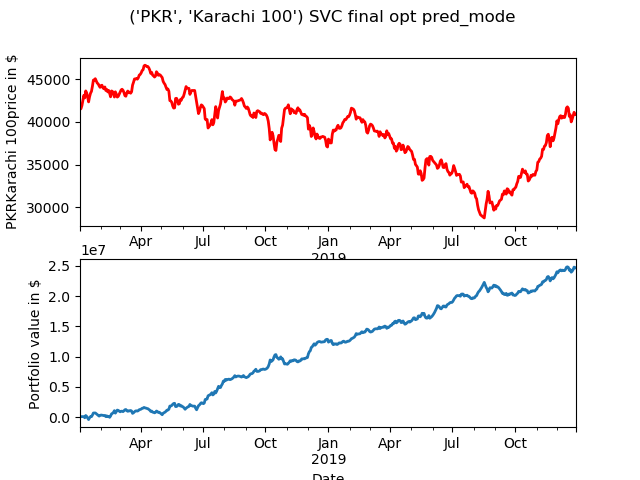 ('PKR', 'Karachi 100') SVC final opt pred_mode
PKRKarachi 100price in $
45000
40000
35000
30000
Apr Jul Oct Jan Apr Jul Oct
2019
1e7
Portfolio value in $
2.5
2.0
1.5
1.0
0.5
0.0
Apr Jul Oct Jan Apr Jul Oct
2019
Date